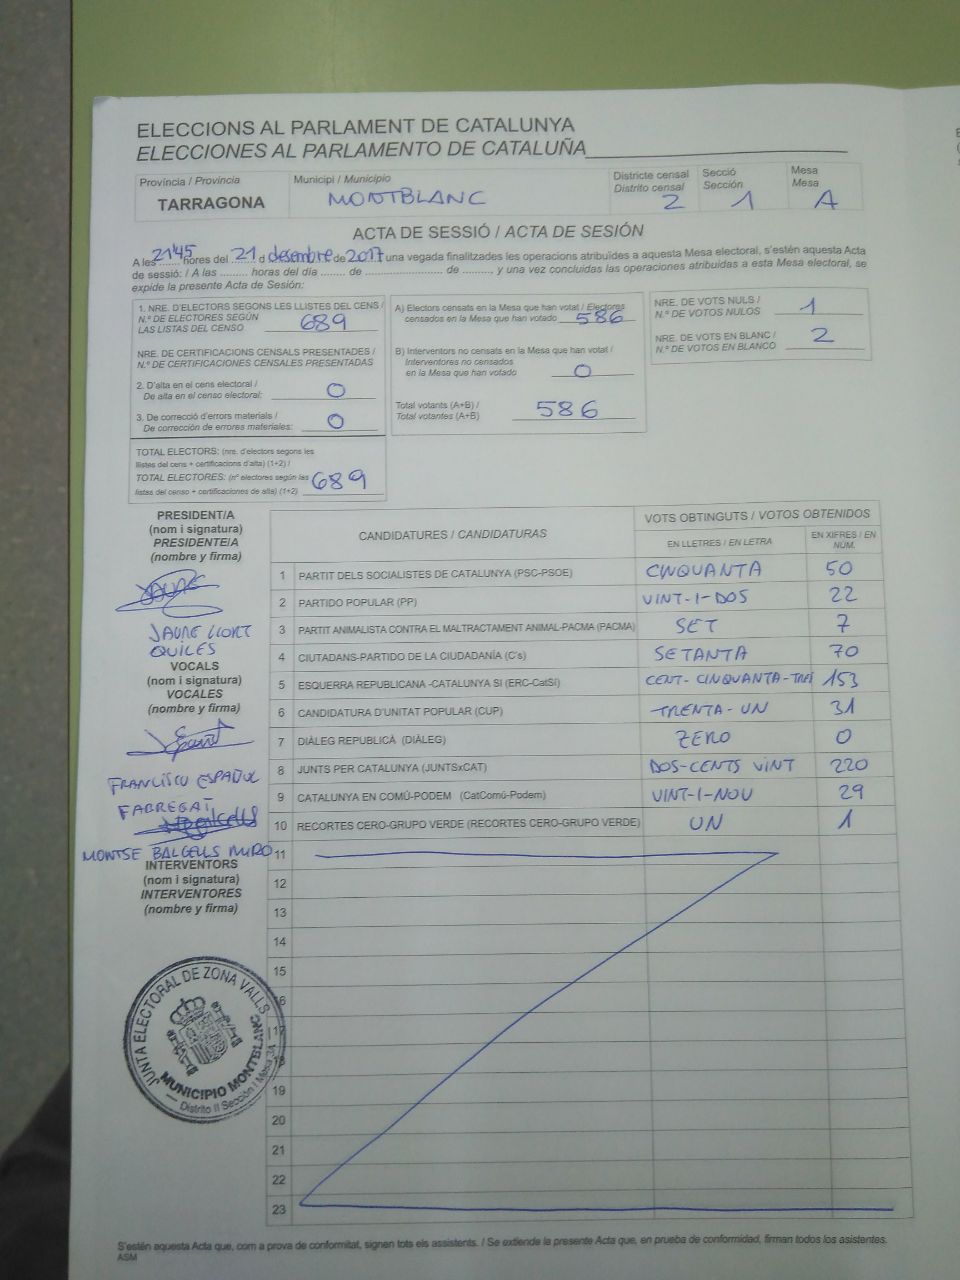 ELECCIONS AL PARLAMENT DE CATALUNYA
ELECCIONES AL PARLAMENTO DE CATALUÑA
Província / Provincia
TARRAGONA
Municipi / Municipio
MONTBLANC
Districte censal
Distrito censal
2
Secció
Sección
1
Mesa
Mesa
A
ACTA DE SESSIÓ / ACTA DE SESIÓN
A les 21'45 hores del 21 d desembre de 2017 una vegada finalitzades les operacions atribuïdes a aquesta Mesa electoral, s'estén aquesta Acta
de sessió: / A las ......... horas del día ....... de ...................... de ........, y una vez concluidas las operaciones atribuidas a esta Mesa electoral, se
expide la presente Acta de Sesión:
1. NRE. D'ELECTORS SEGONS LES LLISTES DEL CENS /
N.º DE ELECTORES SEGÚN
LAS LISTAS DEL CENSO 689
NRE. DE CERTIFICACIONS CENSALS PRESENTADES /
N.º DE CERTIFICACIONES CENSALES PRESENTADAS
2. D'alta en el cens electoral /
De alta en el censo electoral: 0
3. De correcció d'errors materials /
De corrección de errores materiales: 0
TOTAL ELECTORS: (nre. d'electors segons les
llistes del cens + certificacions d'alta) (1+2) /
TOTAL ELECTORES: (nº electores según las
listas del censo + certificaciones de alta) (1+2) 689
A) Electors censats en la Mesa que han votat / Electores
censados en la Mesa que han votado 586
B) Interventors no censats en la Mesa que han votat /
Interventores no censados
en la Mesa que han votado 0
Total votants (A+B) /
Total votantes (A+B) 586
NRE. DE VOTS NULS /
N.º DE VOTOS NULOS 1
NRE. DE VOTS EN BLANC /
N.º DE VOTOS EN BLANCO 2
PRESIDENT/A
(nom i signatura)
PRESIDENTE/A
(nombre y firma)
JAUME LLORT
QUILES
VOCALS
(nom i signatura)
VOCALES
(nombre y firma)
FRANCISCO ESPAÑOL
FABREGAT
MONTSE BALCELLS MIRO
INTERVENTORS
(nom i signatura)
INTERVENTORES
(nombre y firma)
CANDIDATURES / CANDIDATURAS
VOTS OBTINGUTS / VOTOS OBTENIDOS
EN LLETRES / EN LETRA
EN XIFRES / EN
NÚM.
1 PARTIT DELS SOCIALISTES DE CATALUNYA (PSC-PSOE) CINQUANTA 50
2 PARTIDO POPULAR (PP) VINT-I-DOS 22
3 PARTIT ANIMALISTA CONTRA EL MALTRACTAMENT ANIMAL-PACMA (PACMA) SET 7
4 CIUTADANS-PARTIDO DE LA CIUDADANÍA (C's) SETANTA 70
5 ESQUERRA REPUBLICANA -CATALUNYA SI (ERC-CatSí) CENT-CINQUANTA-TRES 153
6 CANDIDATURA D'UNITAT POPULAR (CUP) TRENTA-UN 31
7 DIÀLEG REPUBLICÀ (DIÀLEG) ZERO 0
8 JUNTS PER CATALUNYA (JUNTSxCAT) DOS-CENTS VINT 220
9 CATALUNYA EN COMÚ-PODEM (CatComú-Podem) VINT-I-NOU 29
10 RECORTES CERO-GRUPO VERDE (RECORTES CERO-GRUPO VERDE) UN 1
11
12
13
14
15
16
17
18
19
20
21
22
23
JUNTA ELECTORAL DE ZONA VALLS
MUNICIPIO MONTBLANC
Distrito II Sección I Mesa
S'estén aquesta Acta que, com a prova de conformitat, signen tots els assistents. / Se extiende la presente Acta que, en prueba de conformidad, firman todos los asistentes.
ASM